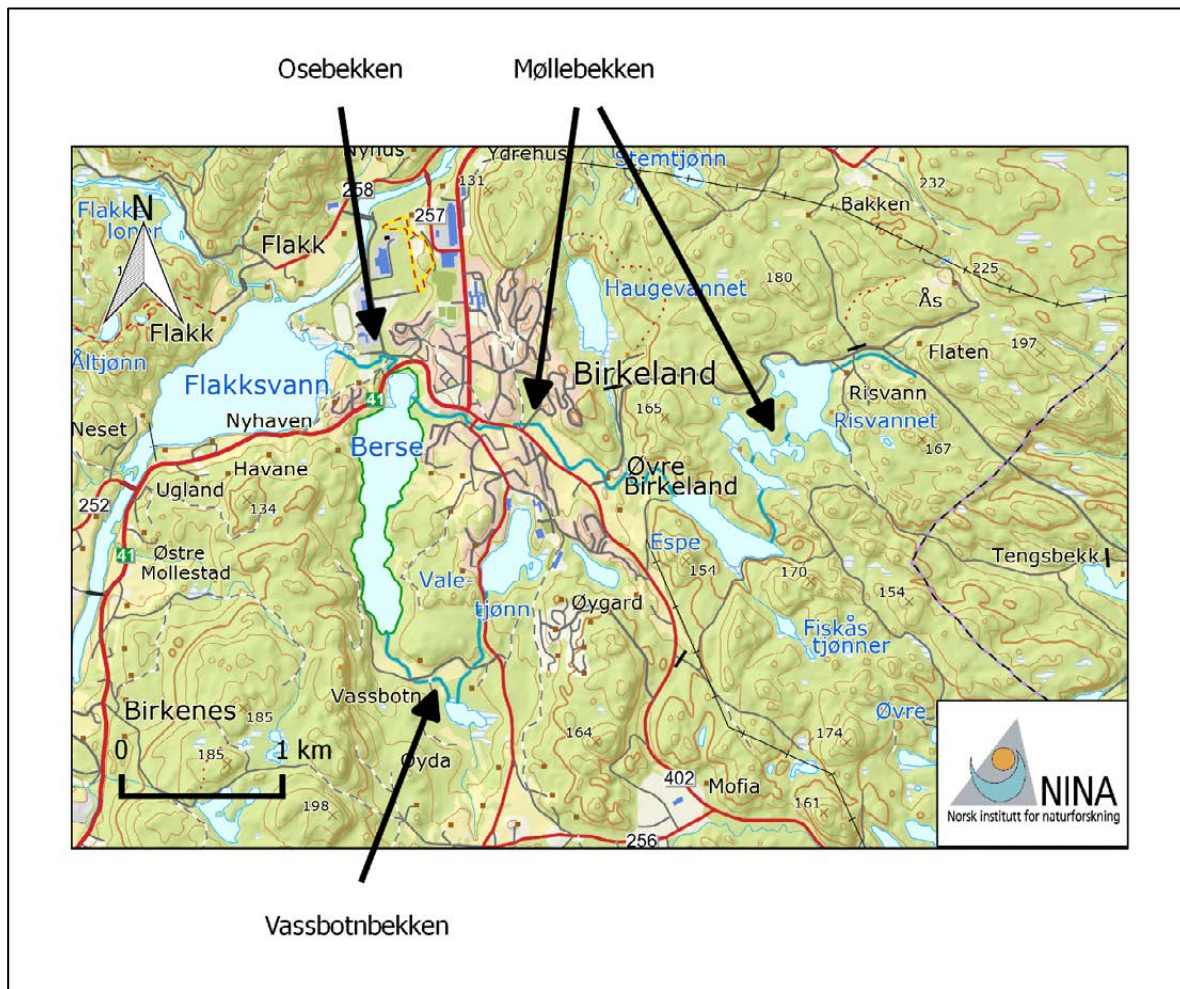 Osebekken
Møllebekken
Nyhus
Ydrehus
Stemtjønn
258
131
232
Bakken
Flakke
loner
N
257
Flakk
180
225
Haugevannet
Ås
Flakk
Flaten
197
Åltjønn
Birkeland
Flakksvann
Risvann
41
165
Risvannet
Nyhaven
Neset
Berse
167
Havane
Øvre
Birkeland
Ugland
252
134
Espe
41
Østre
Mollestad
154
170
Tengsbekk
Vale-
tjønn
154
Øygard
Fiskås
tjønner
Vassbotn
Birkenes
185
Øvre
0
1 km
185
164
174
Øyda
402
Mofia
198
161
256
NINA
Norsk institutt for naturforskning
Vassbotnbekken